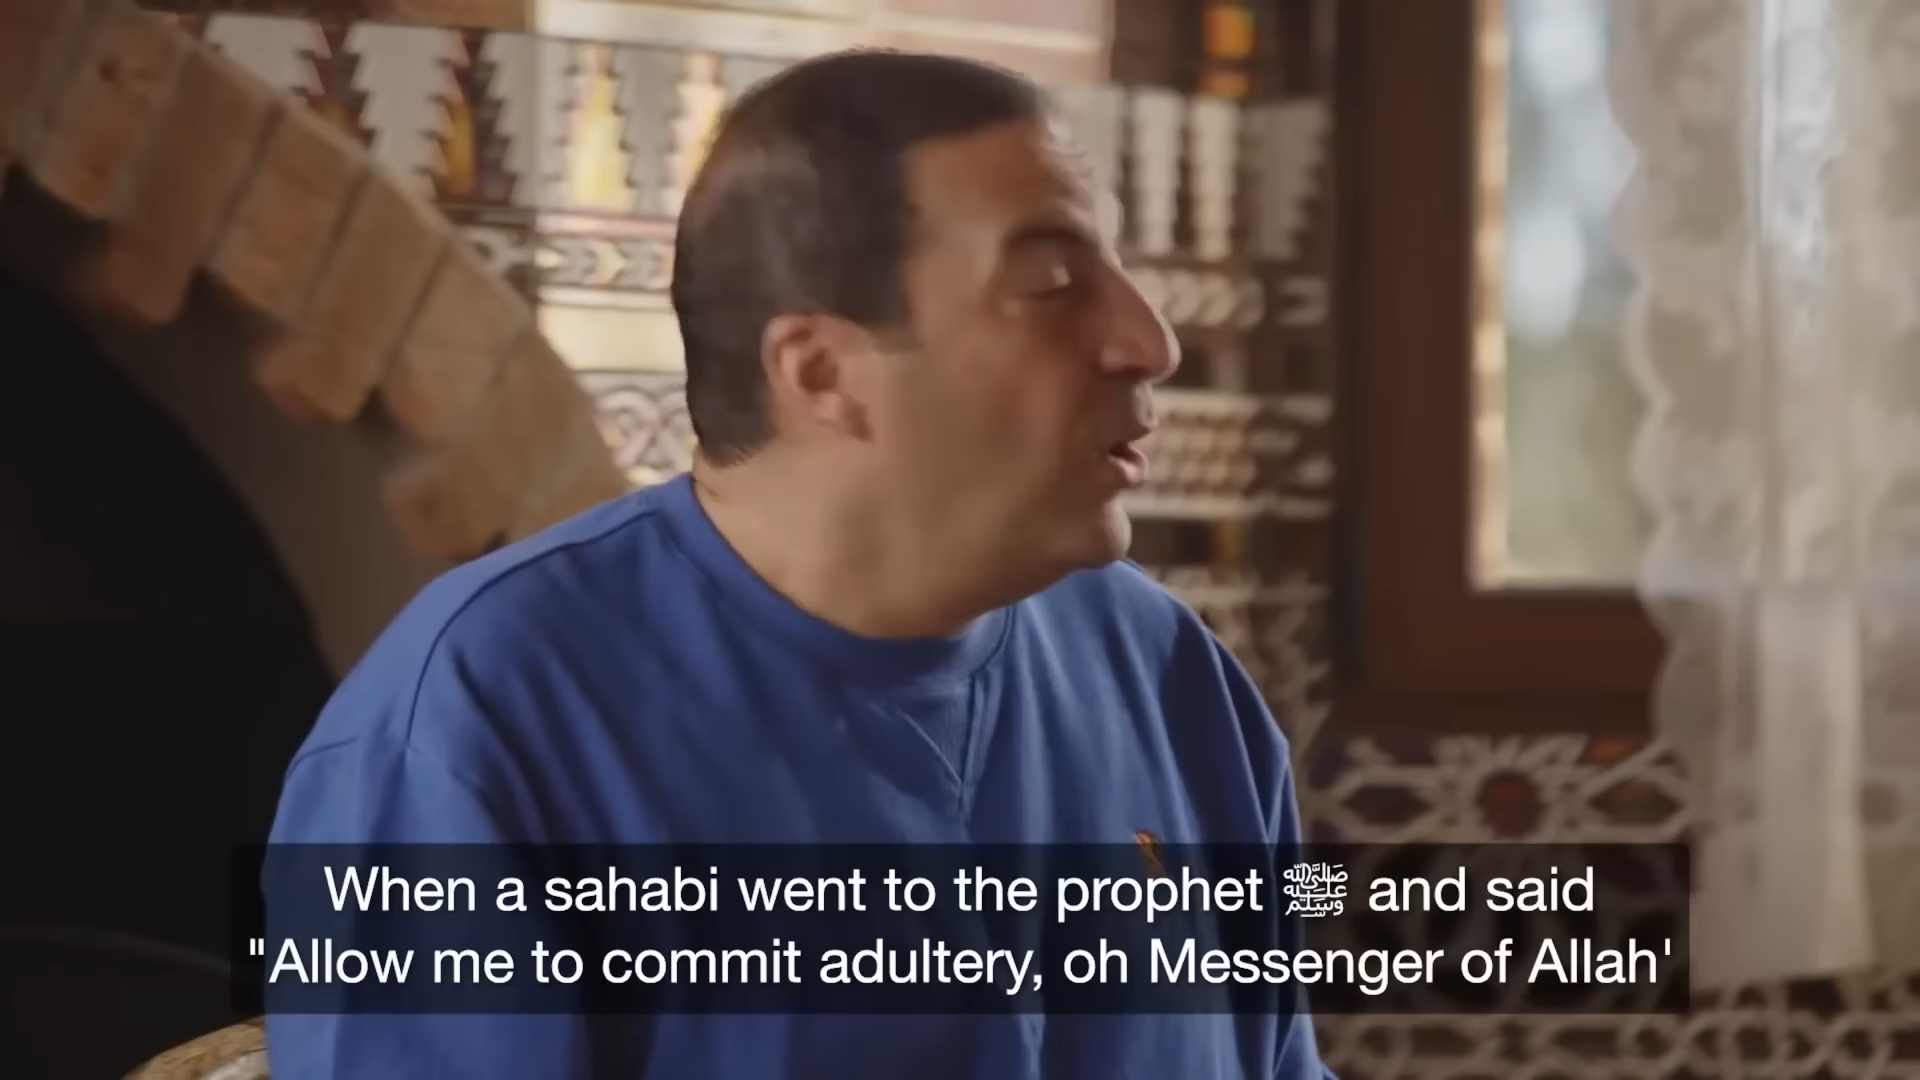 When a sahabi went to the prophet ﷺ and said
"Allow me to commit adultery, oh Messenger of Allah'